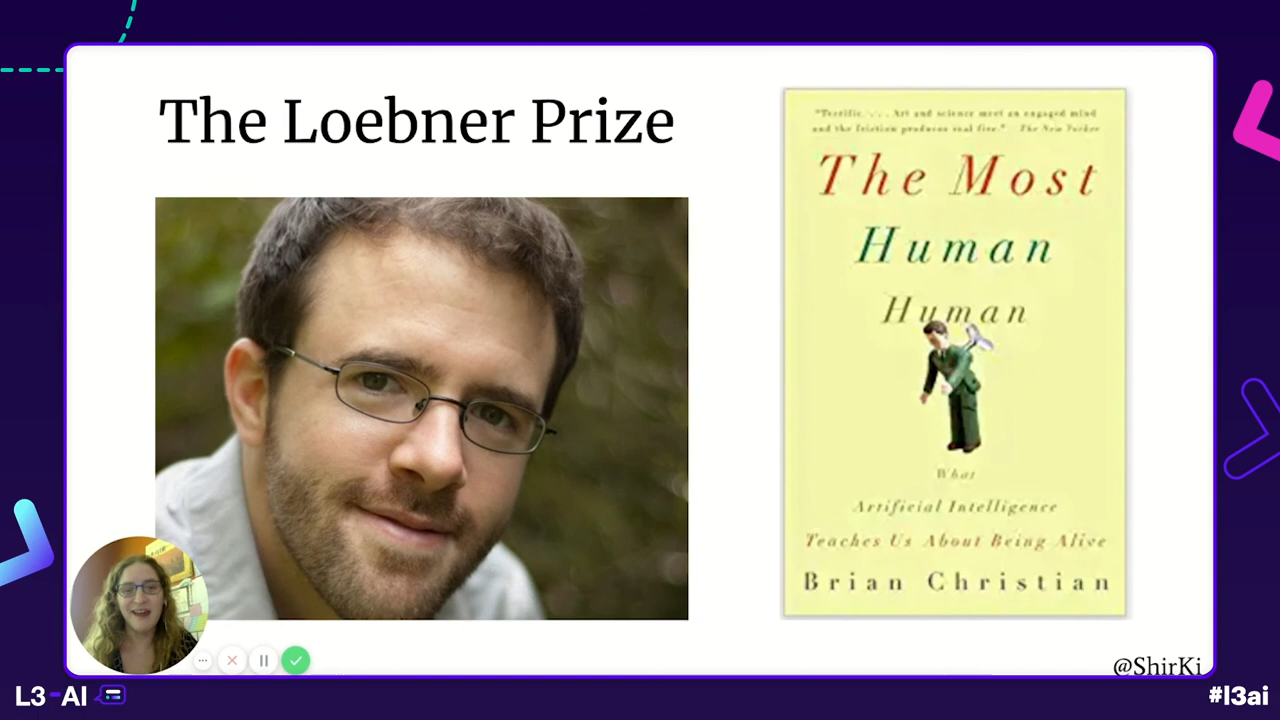 The Loebner Prize
"Terrific. . . . Art and science meet an engaged mind
and the friction produces real fire." The New Yorker
The Most
Human
Human
What
Artificial Intelligence
Teaches Us About Being Alive
Brian Christian
@ShirKi
L3-AI
#l3ai